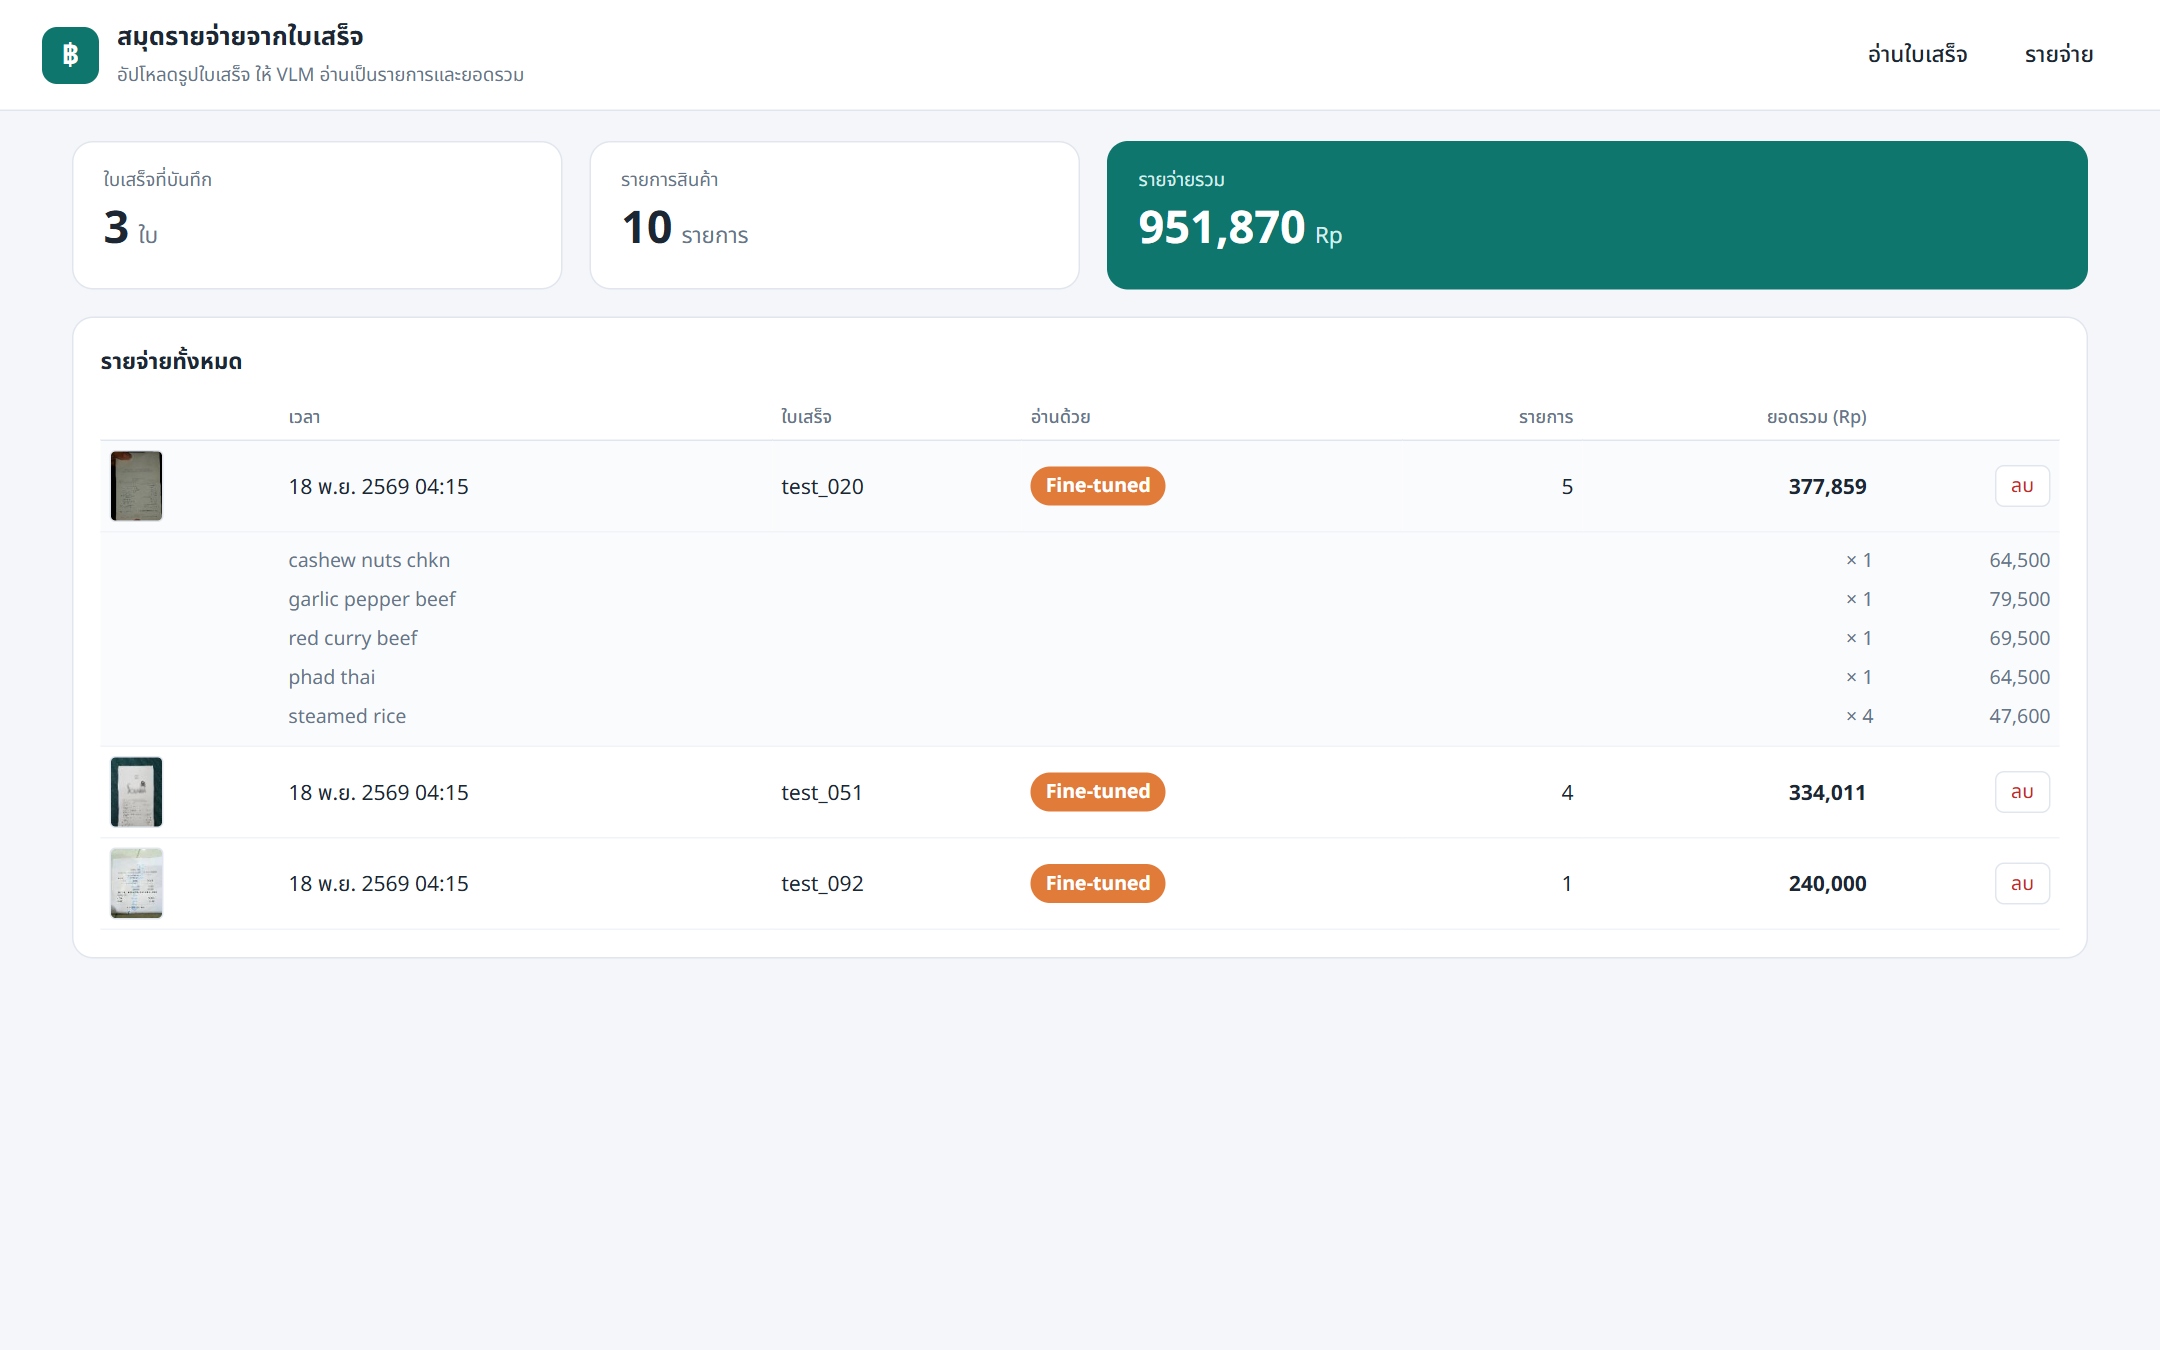 ฿
สมุดรายจ่ายจากใบเสร็จ
อัปโหลดรูปใบเสร็จ ให้ VLM อ่านเป็นรายการและยอดรวม
อ่านใบเสร็จ รายจ่าย
ใบเสร็จที่บันทึก
3 ใบ
รายการสินค้า
10 รายการ
รายจ่ายรวม
951,870 Rp
รายจ่ายทั้งหมด
เวลา ใบเสร็จ อ่านด้วย รายการ ยอดรวม (Rp)
18 พ.ย. 2569 04:15 test_020 Fine-tuned 5 377,859 ลบ
cashew nuts chkn × 1 64,500
garlic pepper beef × 1 79,500
red curry beef × 1 69,500
phad thai × 1 64,500
steamed rice × 4 47,600
18 พ.ย. 2569 04:15 test_051 Fine-tuned 4 334,011 ลบ
18 พ.ย. 2569 04:15 test_092 Fine-tuned 1 240,000 ลบ